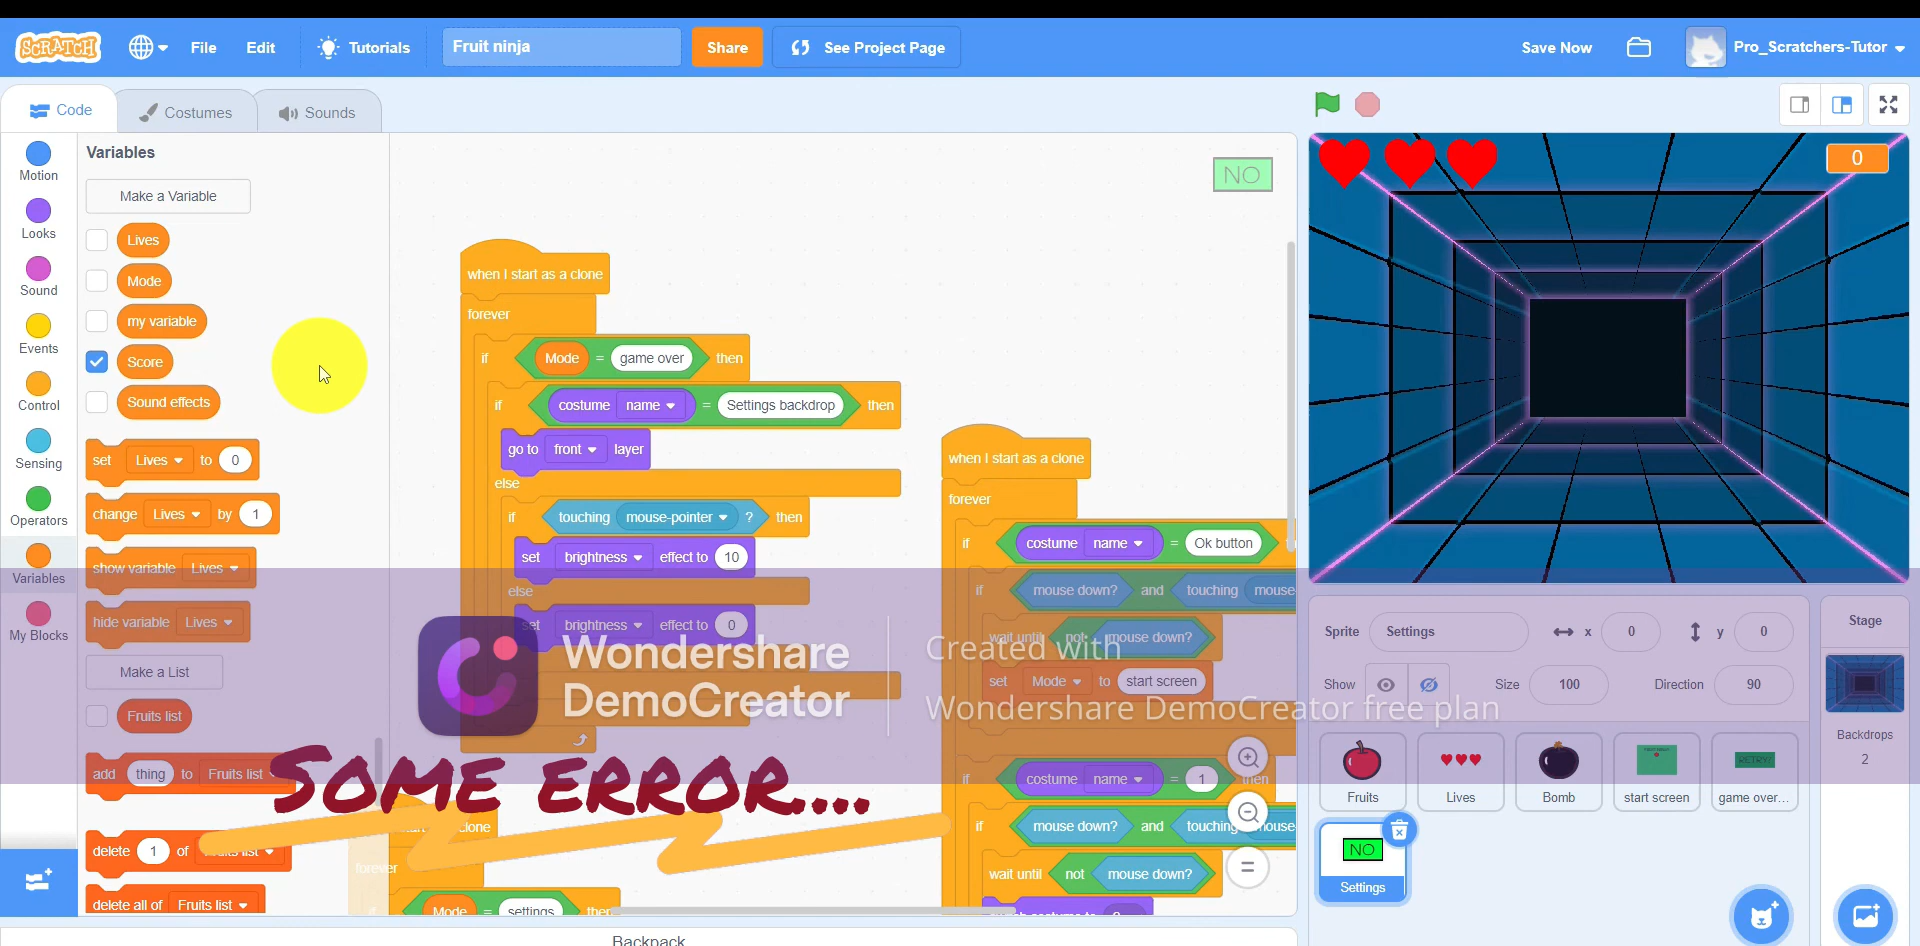 SCRATCH File Edit Tutorials Fruit ninja Share See Project Page Save Now Pro_Scratchers-Tutor
Code Costumes Sounds
Motion
Looks
Sound
Events
Control
Sensing
Operators
Variables
My Blocks
Variables
Make a Variable
Lives
Mode
my variable
Score
Sound effects
set Lives to 0
change Lives by 1
show variable Lives
hide variable Lives
Make a List
Fruits list
add thing to Fruits list
delete 1 of
delete all of Fruits list
NO
when I start as a clone
forever
if Mode = game over then
if costume name = Settings backdrop then
go to front layer
else
if touching mouse-pointer ? then
set brightness effect to 10
else
set brightness effect to 0
when I start as a clone
forever
if costume name = Ok button
if mouse down? and touching mouse-
wait until not mouse down?
set Mode to start screen
if costume name = 1 then
if mouse down? and touching mouse-
wait until not mouse down?
clone
forever
if Mode = settings then
Wondershare
DemoCreator
Created with
Wondershare DemoCreator free plan
Some error....
0
Sprite Settings x 0 y 0
Show Size 100 Direction 90
Fruits
Lives
Bomb
start screen
RETRY?
game over...
NO
Settings
Stage
Backdrops
2
Backpack